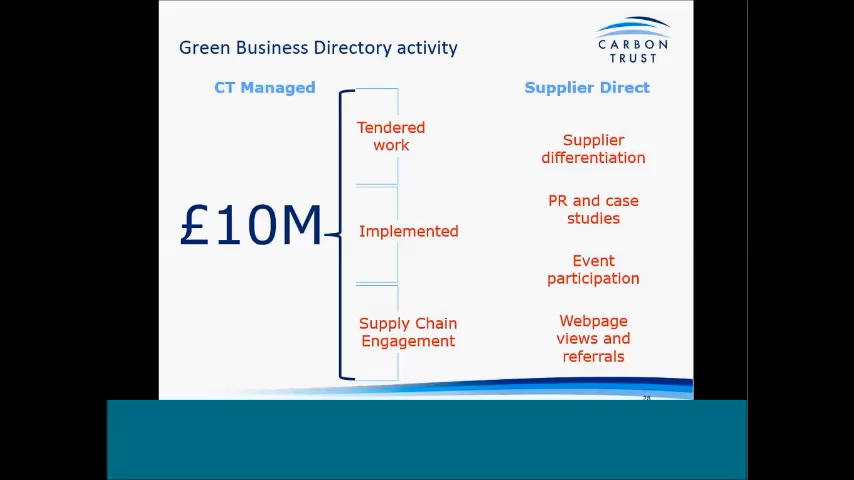 Green Business Directory activity
CARBON
TRUST
CT Managed
Supplier Direct
£10M
Tendered
work
Implemented
Supply Chain
Engagement
Supplier
differentiation
PR and case
studies
Event
participation
Webpage
views and
referrals